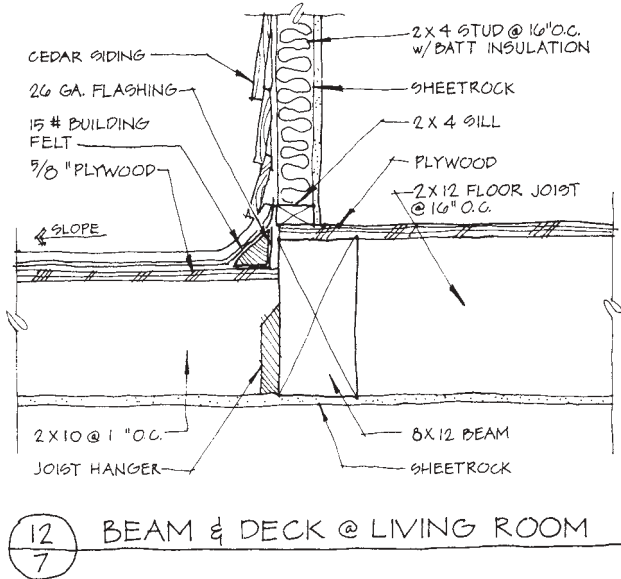 2 X 4 STUD @ 16" O.C.
W/ BATT INSULATION
CEDAR SIDING
26 GA. FLASHING
SHEETROCK
15 # BUILDING
FELT
2 X 4 SILL
5/8 "PLYWOOD
PLYWOOD
2 X 12 FLOOR JOIST
@ 16" O.C.
SLOPE
2 X 10 @ 1 "O.C.
8 X 12 BEAM
JOIST HANGER
SHEETROCK
12
7
BEAM & DECK @ LIVING ROOM